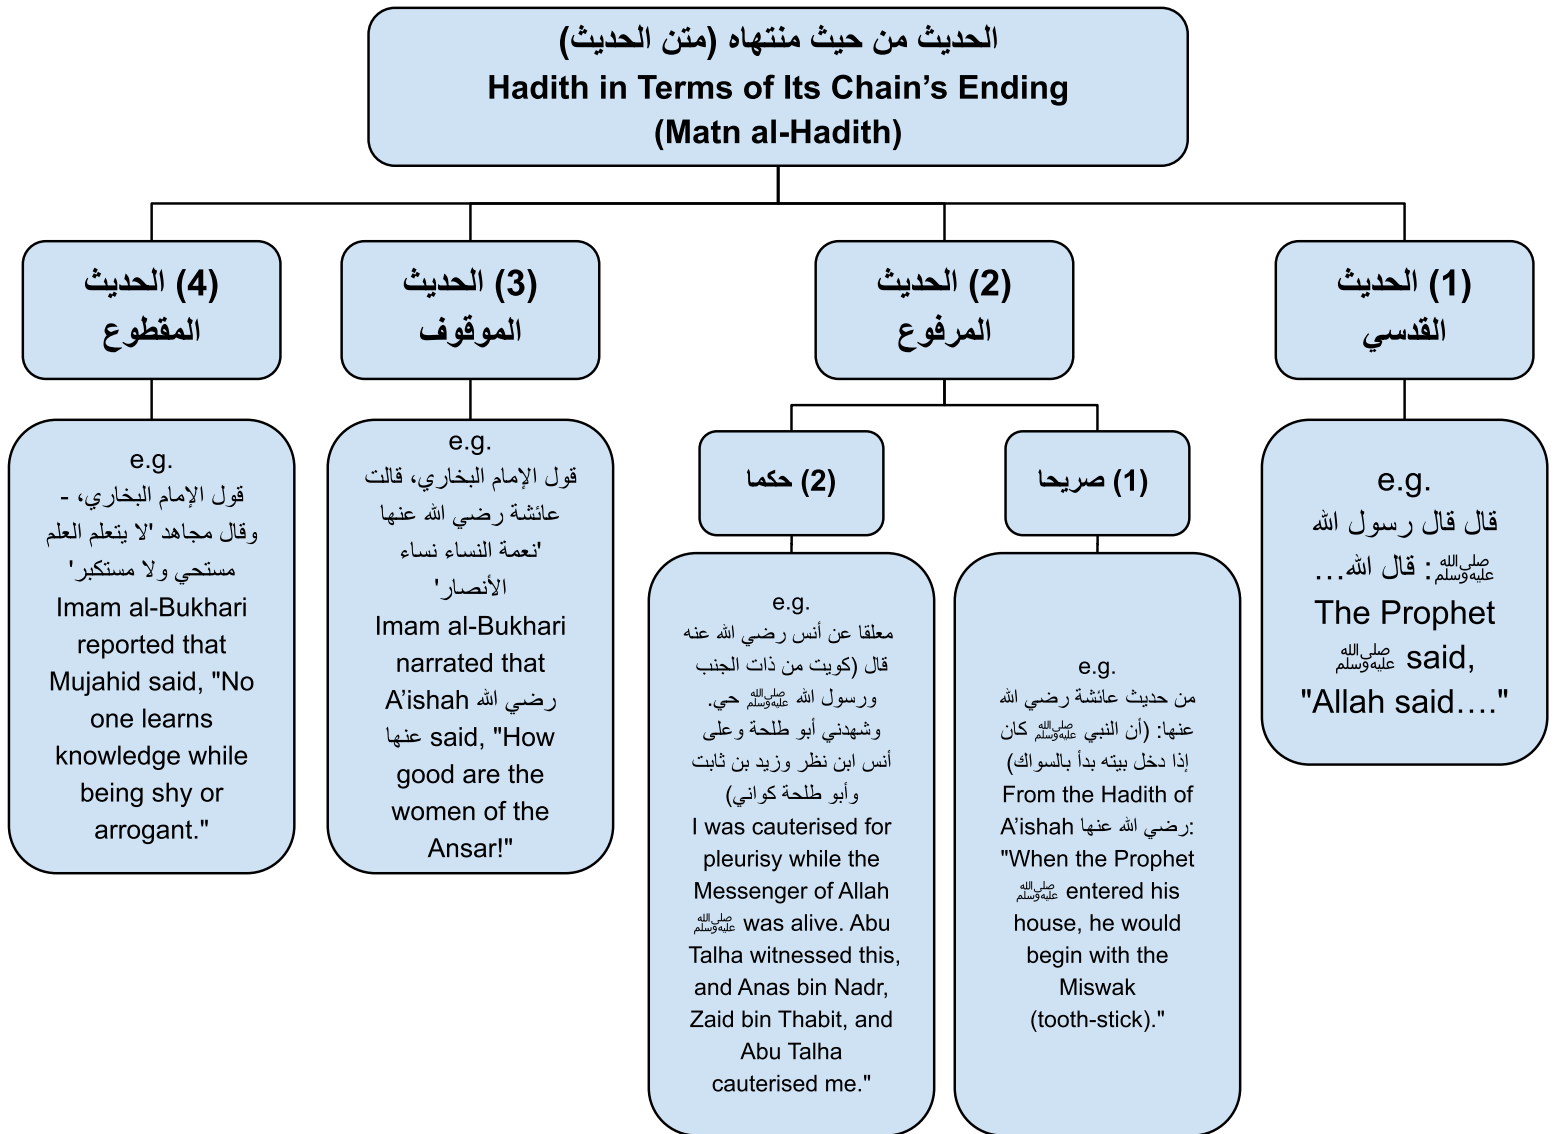 الحديث من حيث منتهاه (متن الحديث)
Hadith in Terms of Its Chain’s Ending
(Matn al-Hadith)
(1) الحديث
القدسي
(2) الحديث
المرفوع
(3) الحديث
الموقوف
(4) الحديث
المقطوع
e.g.
قال قال رسول الله
ﷺ: قال الله...
The Prophet
ﷺ said,
"Allah said…."
(1) صريحا
(2) حكما
e.g.
من حديث عائشة رضي الله
عنها: (أن النبي ﷺ كان
إذا دخل بيته بدأ بالسواك)
From the Hadith of
A’ishah رضي الله عنها:
"When the Prophet
ﷺ entered his
house, he would
begin with the
Miswak
(tooth-stick)."
e.g.
معلقا عن أنس رضي الله عنه
قال (كويت من ذات الجنب
ورسول الله ﷺ حي.
وشهدني أبو طلحة وعلى
أنس ابن نظر وزيد بن ثابت
وأبو طلحة كواني)
I was cauterised for
pleurisy while the
Messenger of Allah
ﷺ was alive. Abu
Talha witnessed this,
and Anas bin Nadr,
Zaid bin Thabit, and
Abu Talha
cauterised me."
e.g.
قول الإمام البخاري، قالت
عائشة رضي الله عنها
'نعمة النساء نساء
الأنصار'
Imam al-Bukhari
narrated that
A’ishah رضي الله
عنها said, "How
good are the
women of the
Ansar!"
e.g.
قول الإمام البخاري، -
وقال مجاهد 'لا يتعلم العلم
مستحي ولا مستكبر'
Imam al-Bukhari
reported that
Mujahid said, "No
one learns
knowledge while
being shy or
arrogant."